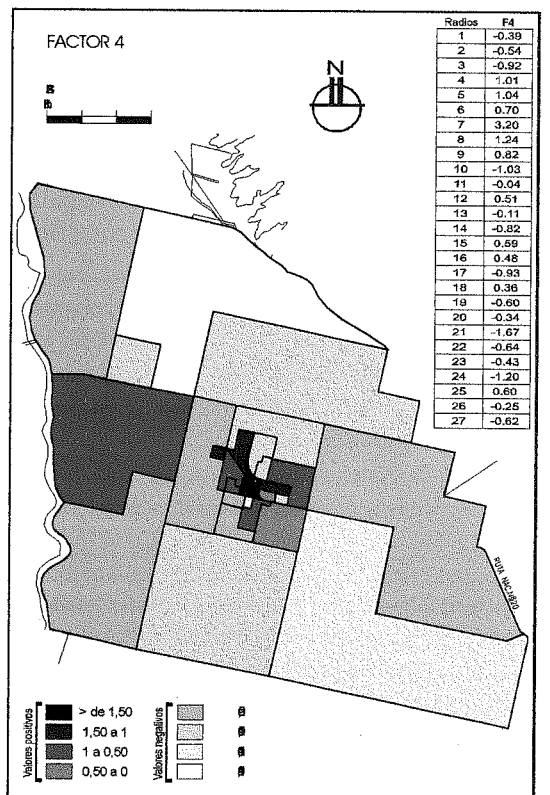 FACTOR 4
N
Radios F4
1 -0.39
2 -0.54
3 -0.92
4 1.01
5 1.04
6 0.70
7 3.20
8 1.24
9 0.82
10 -1.03
11 -0.04
12 0.51
13 -0.11
14 -0.82
15 0.59
16 0.48
17 -0.93
18 0.36
19 -0.60
20 -0.34
21 -1.67
22 -0.64
23 -0.43
24 -1.20
25 0.60
26 -0.25
27 -0.62
RUTA
Valores positivos
> de 1,50
1,50 a 1
1 a 0,50
0,50 a 0
Valores negativos